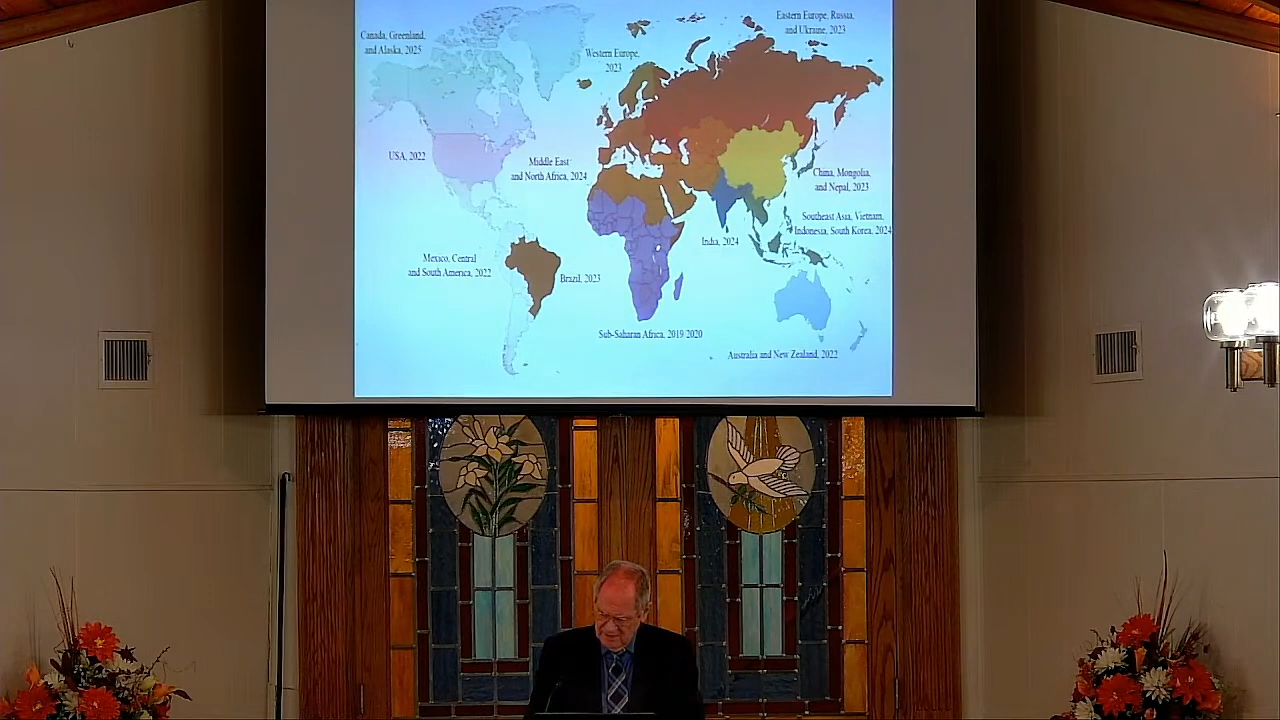 Canada, Greenland,
and Alaska, 2025
Eastern Europe, Russia,
and Ukraine, 2023
Western Europe,
2023
USA, 2022
Middle East
and North Africa, 2024
China, Mongolia,
and Nepal, 2023
Southeast Asia, Vietnam,
Indonesia, South Korea, 2024
India, 2024
Mexico, Central
and South America, 2022
Brazil, 2023
Sub-Saharan Africa, 2019 2020
Australia and New Zealand, 2022